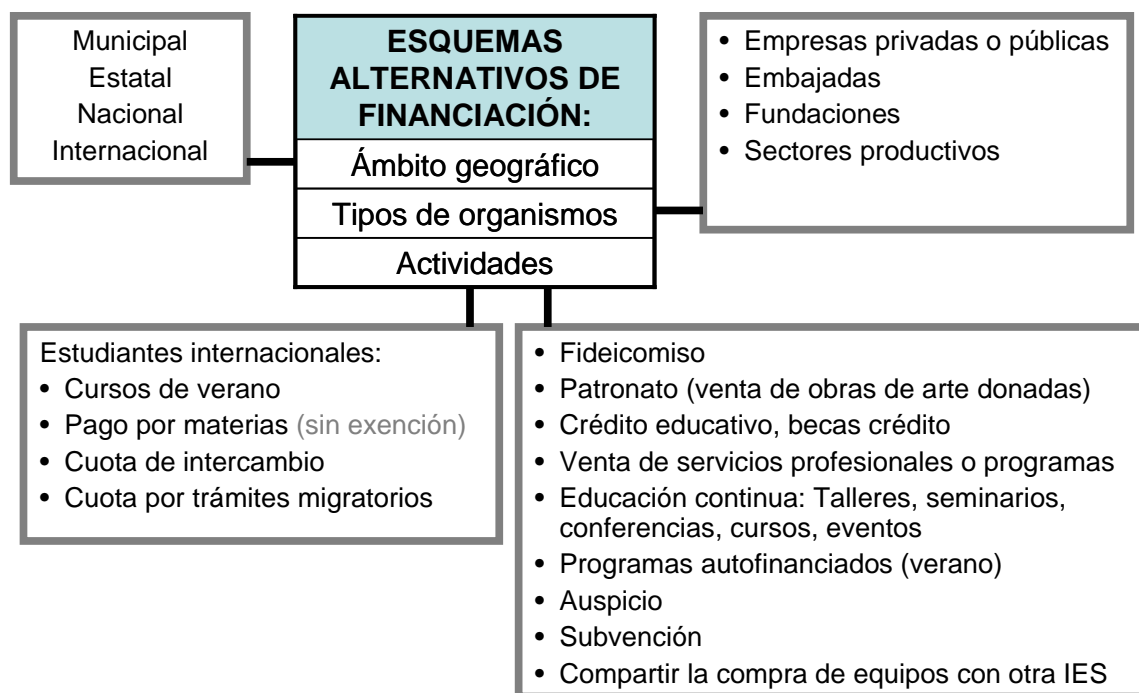 Municipal
Estatal
Nacional
Internacional
ESQUEMAS
ALTERNATIVOS DE
FINANCIACIÓN:
Ámbito geográfico
Tipos de organismos
Actividades
• Empresas privadas o públicas
• Embajadas
• Fundaciones
• Sectores productivos
Estudiantes internacionales:
• Cursos de verano
• Pago por materias (sin exención)
• Cuota de intercambio
• Cuota por trámites migratorios
• Fideicomiso
• Patronato (venta de obras de arte donadas)
• Crédito educativo, becas crédito
• Venta de servicios profesionales o programas
• Educación continua: Talleres, seminarios,
conferencias, cursos, eventos
• Programas autofinanciados (verano)
• Auspicio
• Subvención
• Compartir la compra de equipos con otra IES